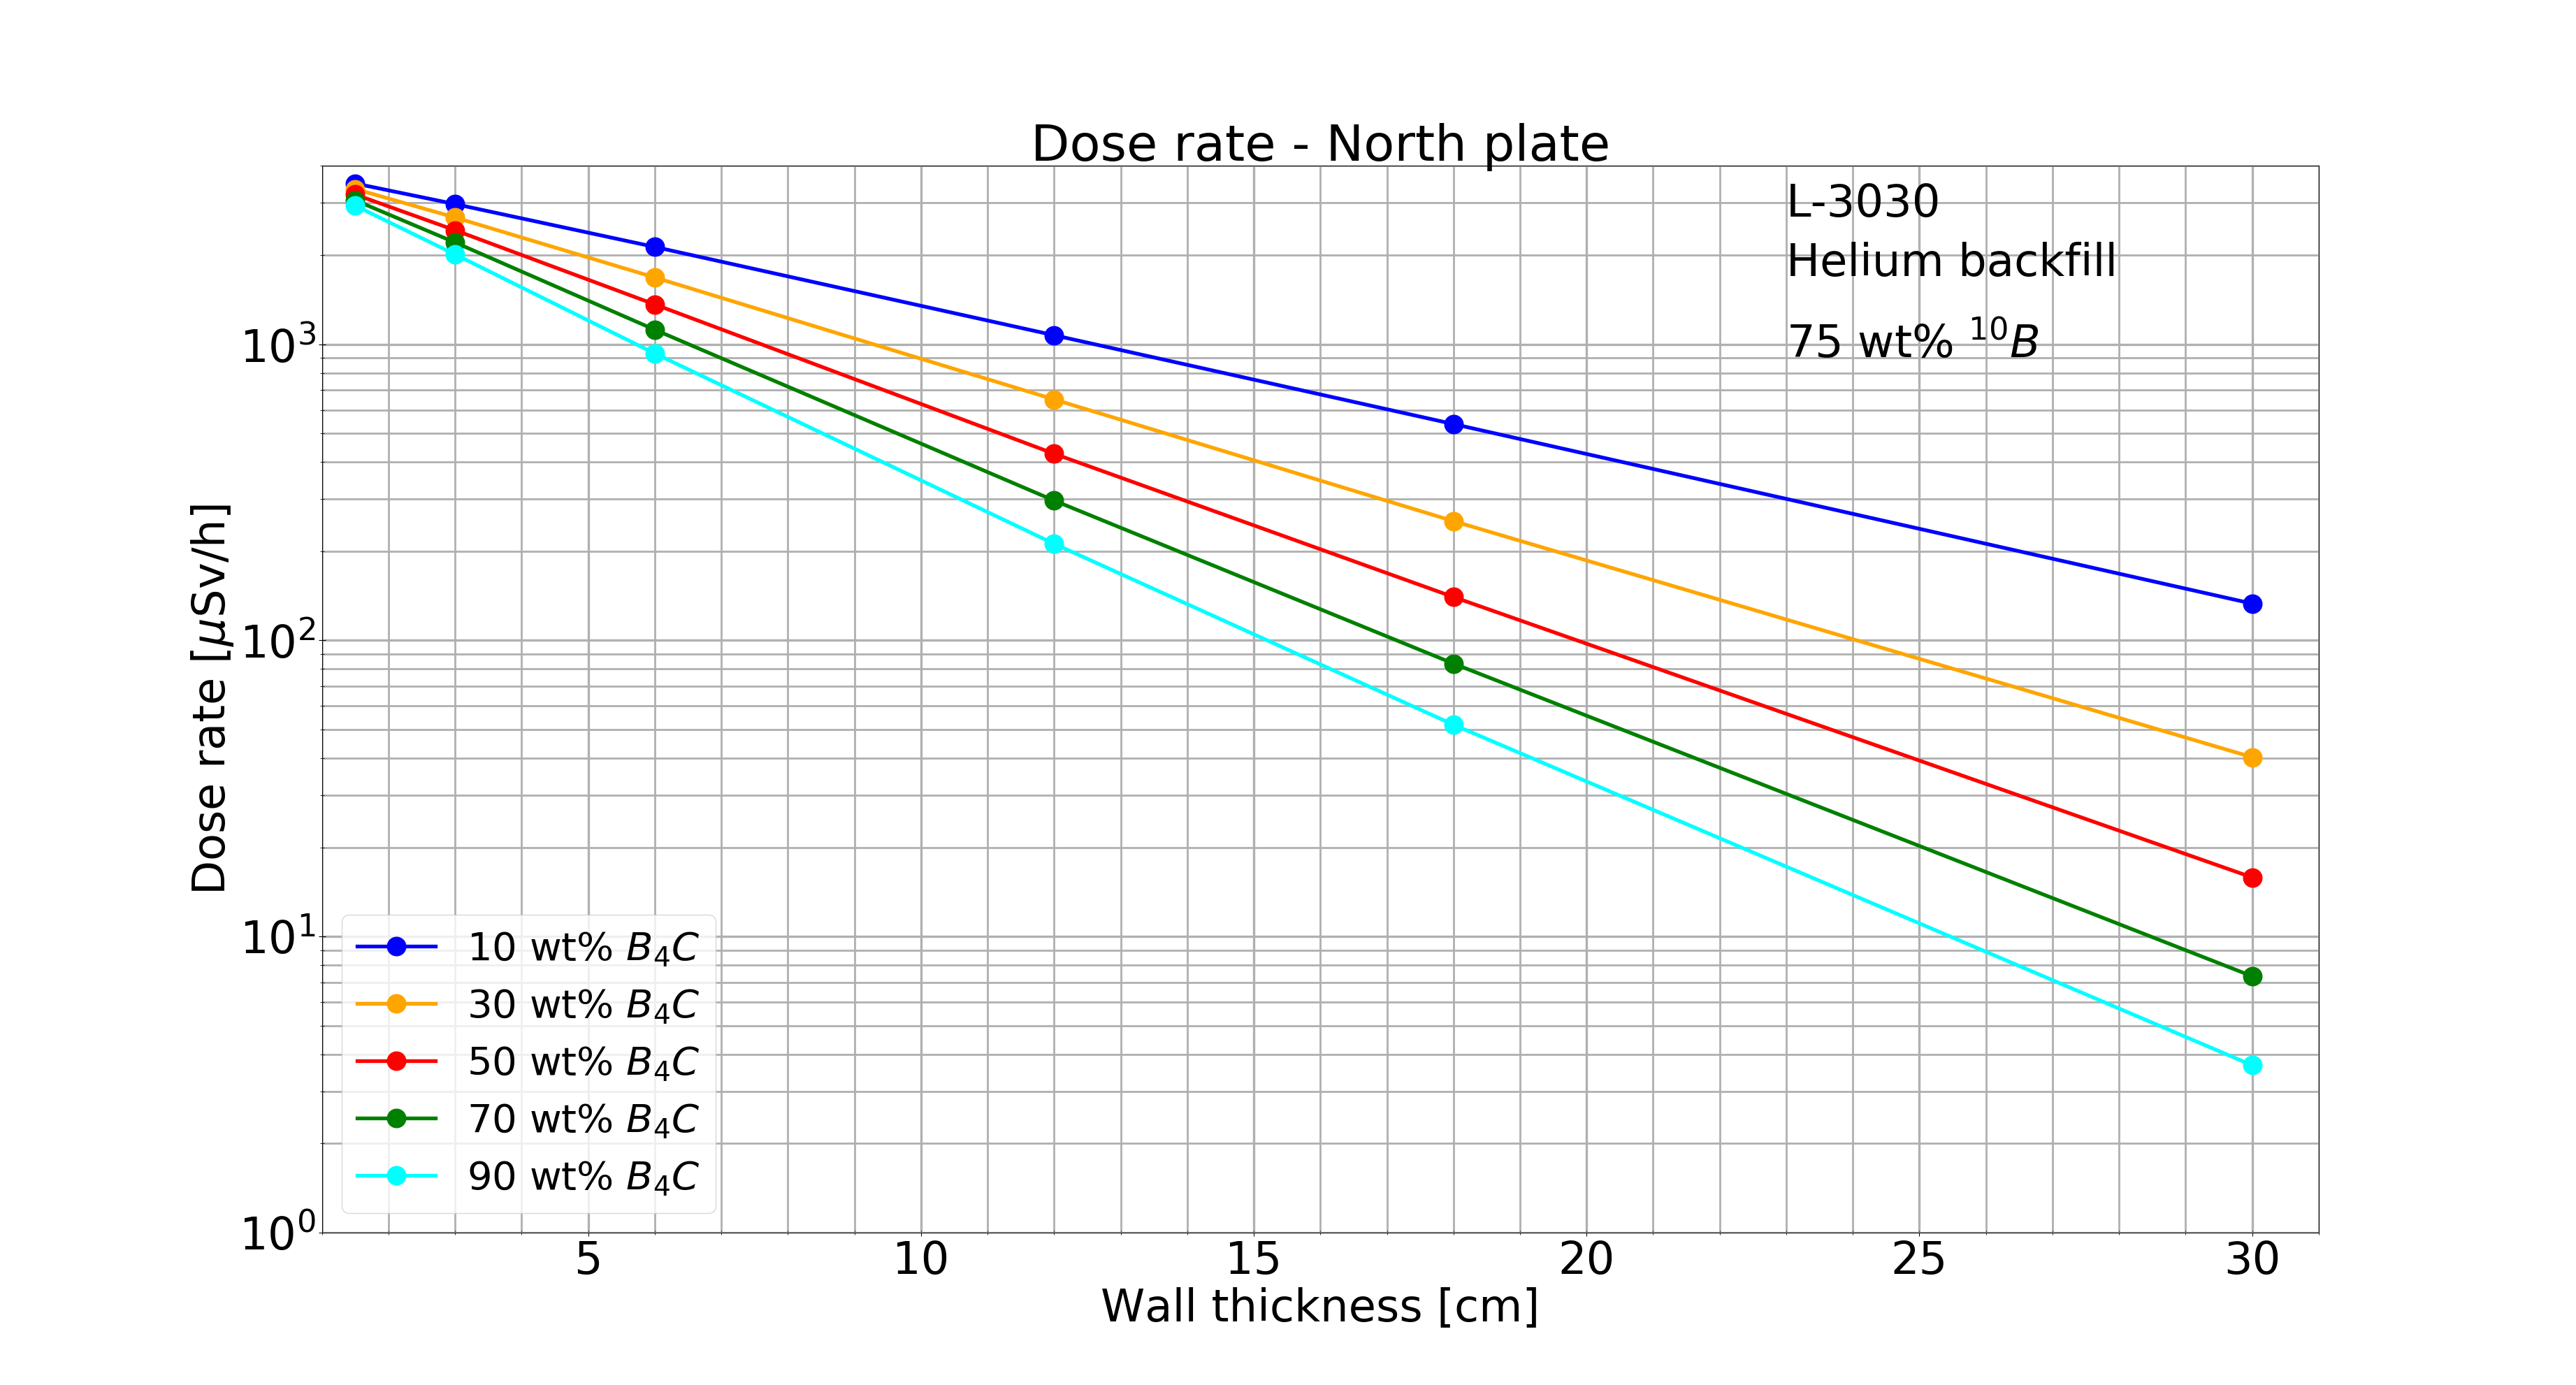 Dose rate - North plate
L-3030
Helium backfill
75 wt% ¹⁰B
Dose rate [μSv/h]
10³
10²
10¹
10⁰
10 wt% B₄C
30 wt% B₄C
50 wt% B₄C
70 wt% B₄C
90 wt% B₄C
5 10 15 20 25 30
Wall thickness [cm]